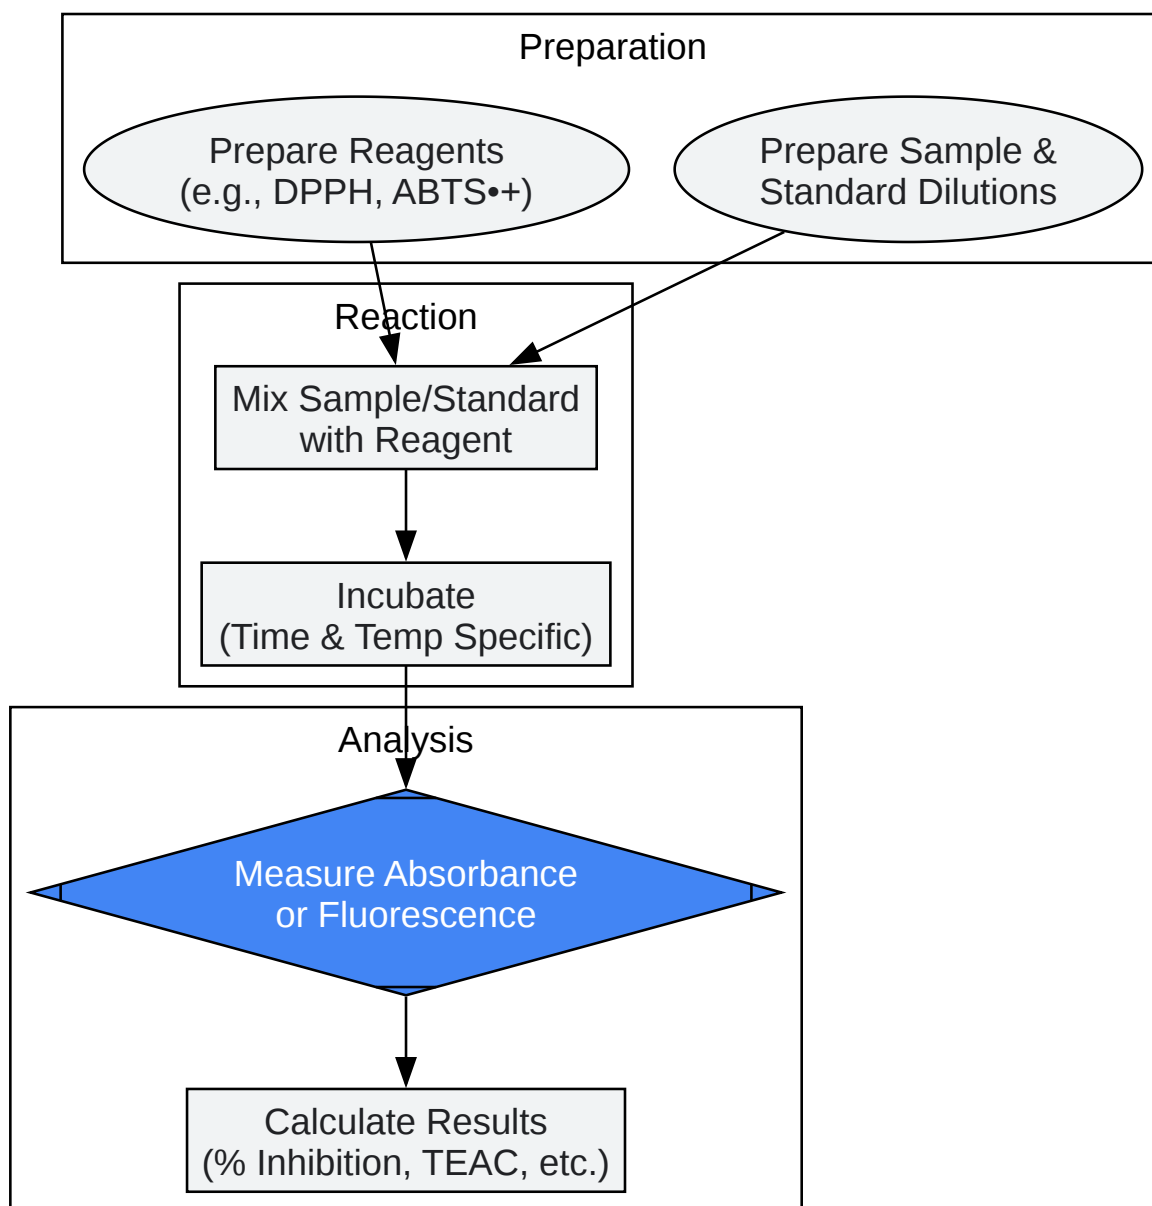 Preparation
Prepare Reagents
(e.g., DPPH, ABTS•+)
Prepare Sample &
Standard Dilutions
Reaction
Mix Sample/Standard
with Reagent
Incubate
(Time & Temp Specific)
Analysis
Measure Absorbance
or Fluorescence
Calculate Results
(% Inhibition, TEAC, etc.)